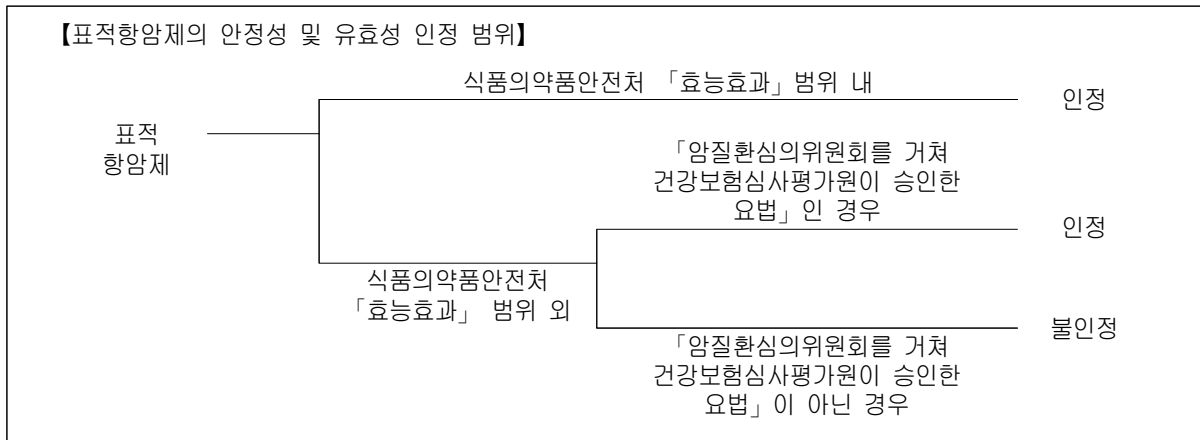 【표적항암제의 안정성 및 유효성 인정 범위】
식품의약품안전처 「효능효과」범위 내
인정
표적
항암제
「암질환심의위원회를 거쳐
건강보험심사평가원이 승인한
요법」인 경우
인정
식품의약품안전처
「효능효과」 범위 외
불인정
「암질환심의위원회를 거쳐
건강보험심사평가원이 승인한
요법」이 아닌 경우